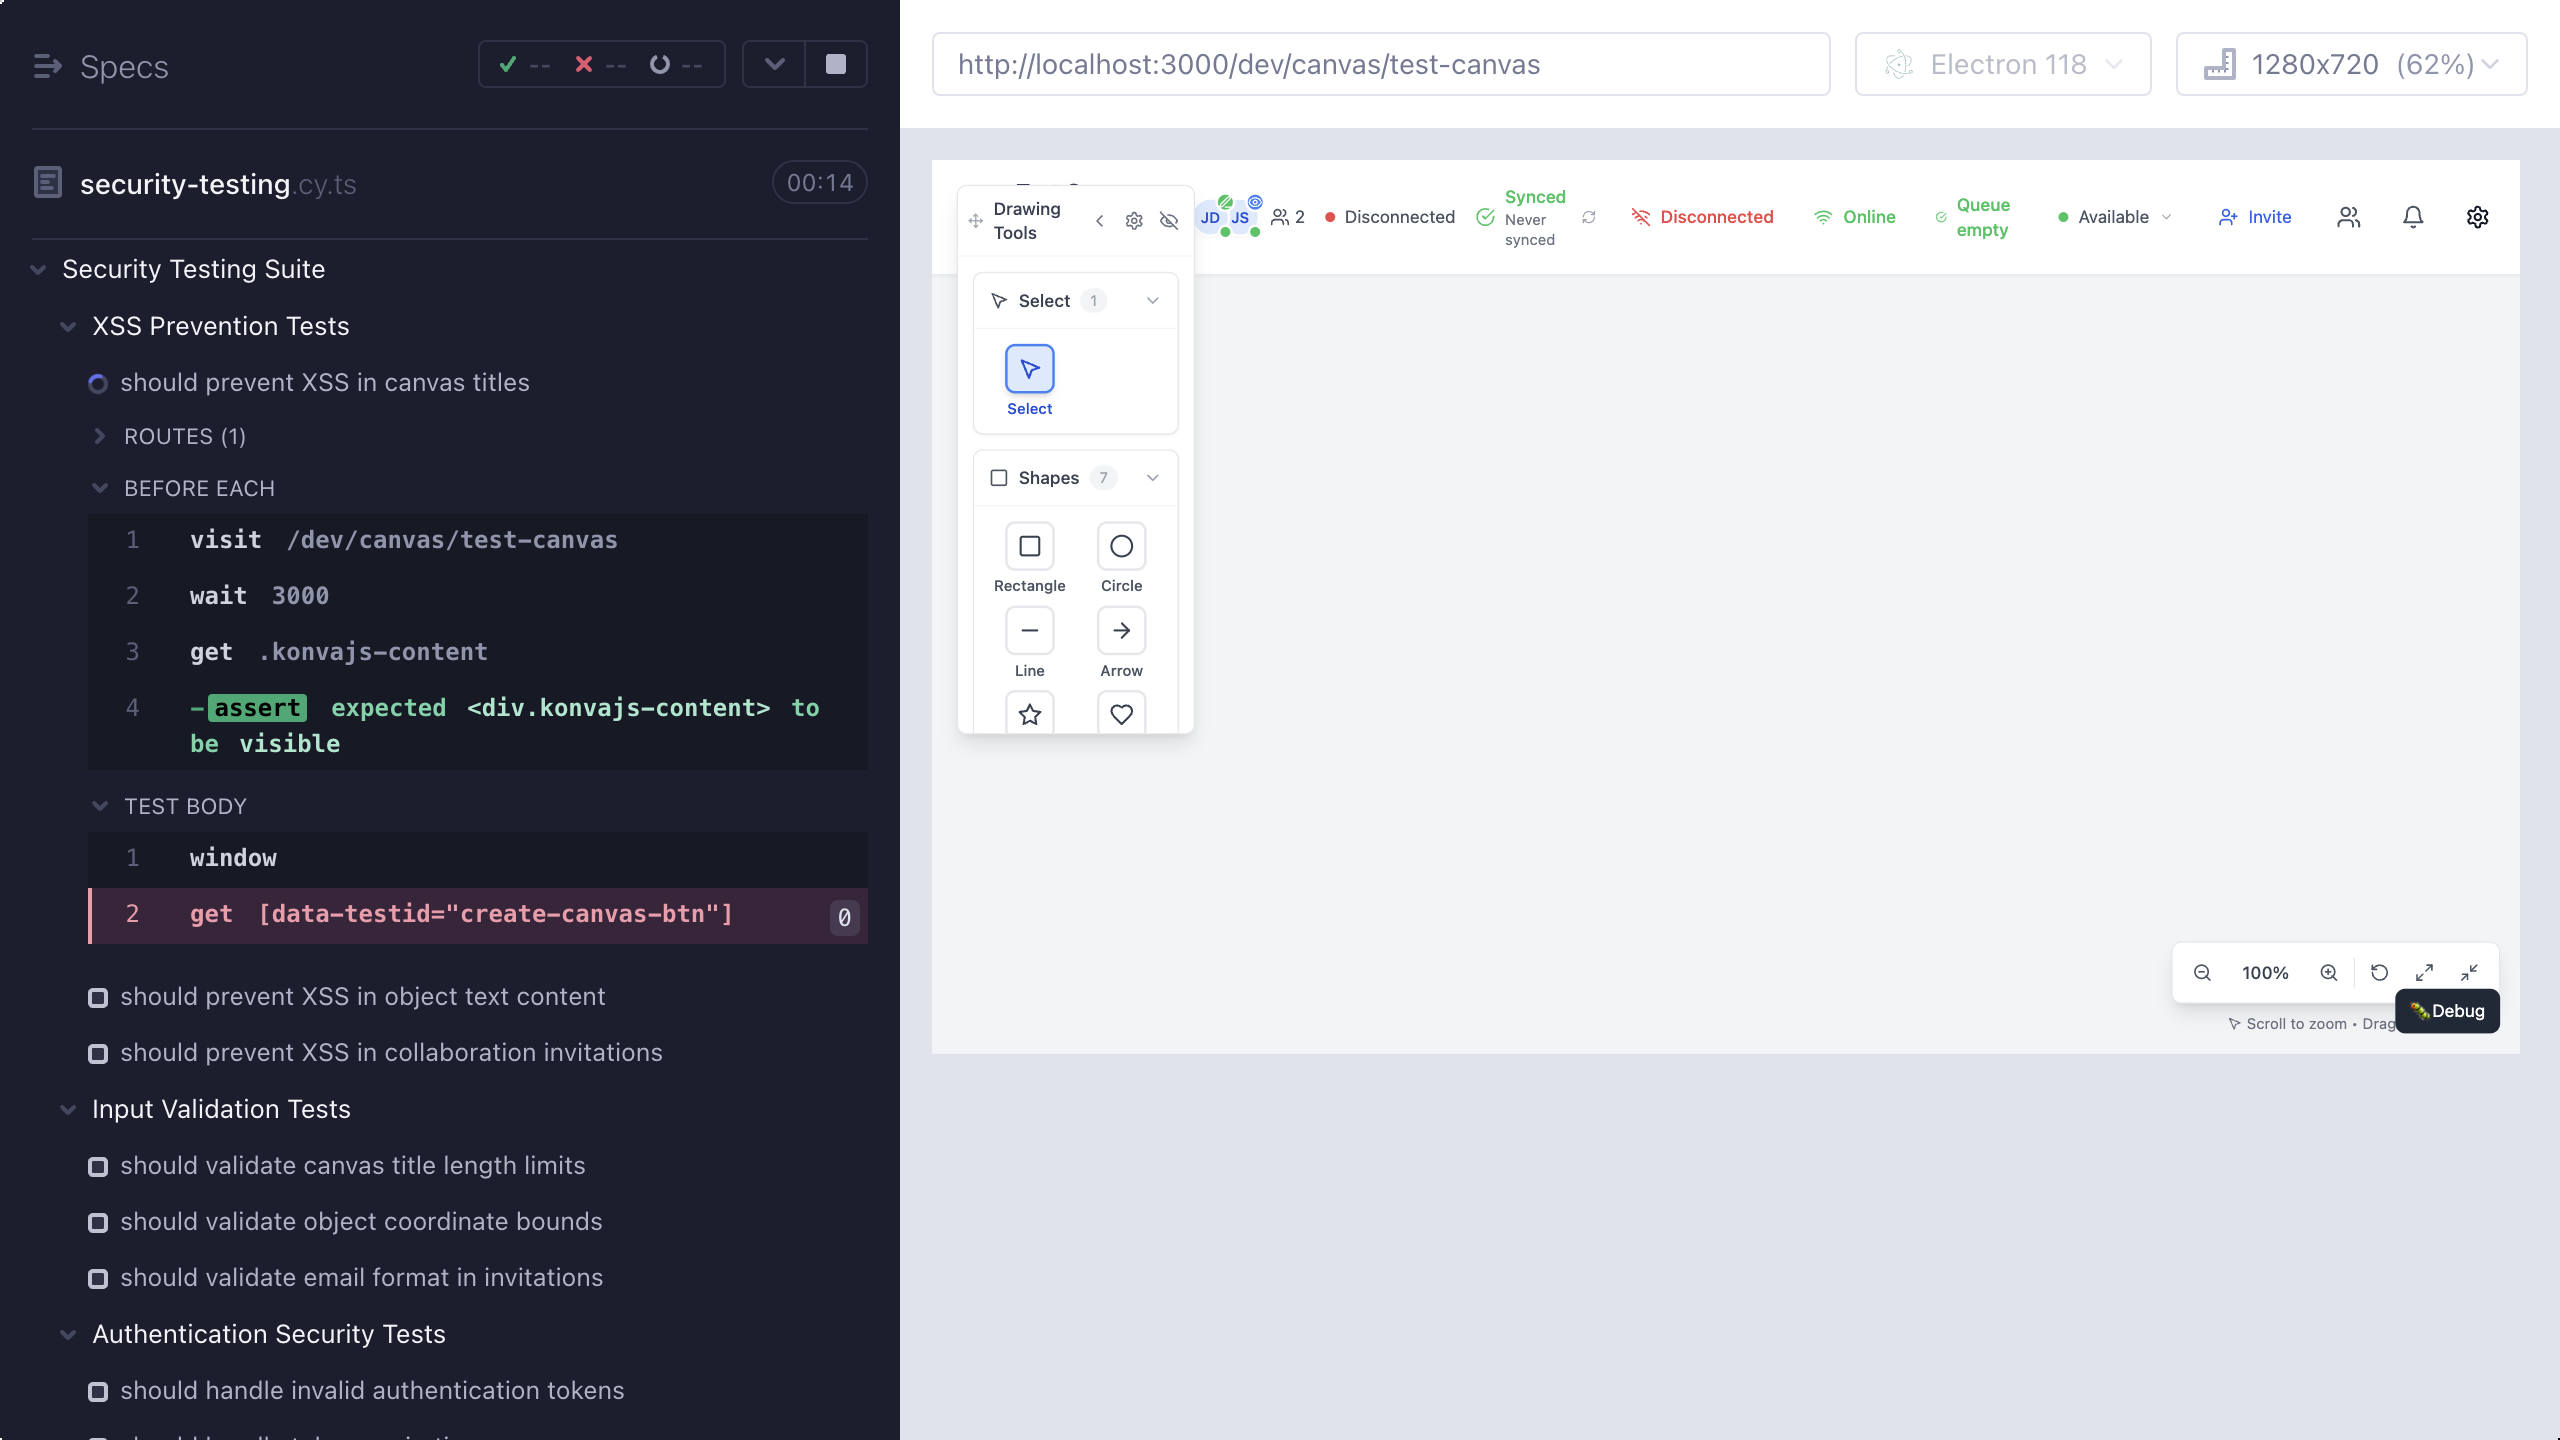 Specs
-- -- --
security-testing.cy.ts
00:14
Security Testing Suite
XSS Prevention Tests
should prevent XSS in canvas titles
ROUTES (1)
BEFORE EACH
1 visit /dev/canvas/test-canvas
2 wait 3000
3 get .konvajs-content
4 -assert expected <div.konvajs-content> to
be visible
TEST BODY
1 window
2 get [data-testid="create-canvas-btn"] 0
should prevent XSS in object text content
should prevent XSS in collaboration invitations
Input Validation Tests
should validate canvas title length limits
should validate object coordinate bounds
should validate email format in invitations
Authentication Security Tests
should handle invalid authentication tokens
http://localhost:3000/dev/canvas/test-canvas
Electron 118
1280x720 (62%)
Drawing
Tools
JD JS 2
Disconnected
Synced
Never
synced
Disconnected
Online
Queue
empty
Available
Invite
Select 1
Select
Shapes 7
Rectangle Circle
Line Arrow
100%
Scroll to zoom • Drag
🐛Debug